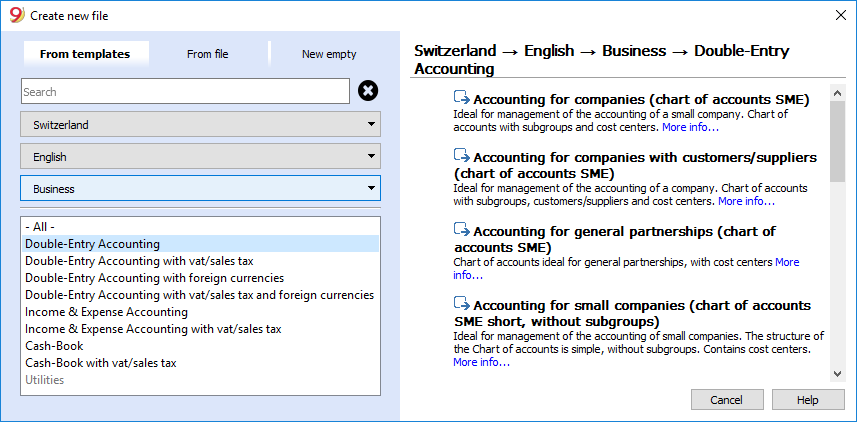 9 Create new file
From templates
From file
New empty
Search
Switzerland
English
Business
- All -
Double-Entry Accounting
Double-Entry Accounting with vat/sales tax
Double-Entry Accounting with foreign currencies
Double-Entry Accounting with vat/sales tax and foreign currencies
Income & Expense Accounting
Income & Expense Accounting with vat/sales tax
Cash-Book
Cash-Book with vat/sales tax
Utilities
Switzerland → English → Business → Double-Entry
Accounting
Accounting for companies (chart of accounts SME)
Ideal for management of the accounting of a small company. Chart of
accounts with subgroups and cost centers. More info...
Accounting for companies with customers/suppliers
(chart of accounts SME)
Ideal for management of the accounting of a company. Chart of accounts
with subgroups, customers/suppliers and cost centers. More info...
Accounting for general partnerships (chart of
accounts SME)
Chart of accounts ideal for general partnerships, with cost centers More
info...
Accounting for small companies (chart of accounts
SME short, without subgroups)
Ideal for management of the accounting of small companies. The structure of
the Chart of accounts is simple, without subgroups. Contains cost centers.
More info...
Cancel
Help